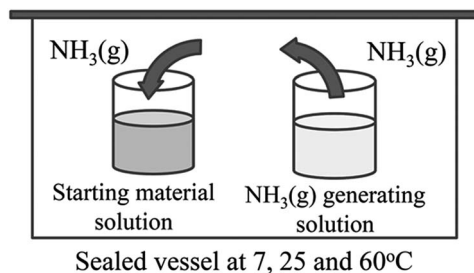 NH3(g) NH3(g)
Starting material NH3(g) generating
solution solution
Sealed vessel at 7, 25 and 60ºC